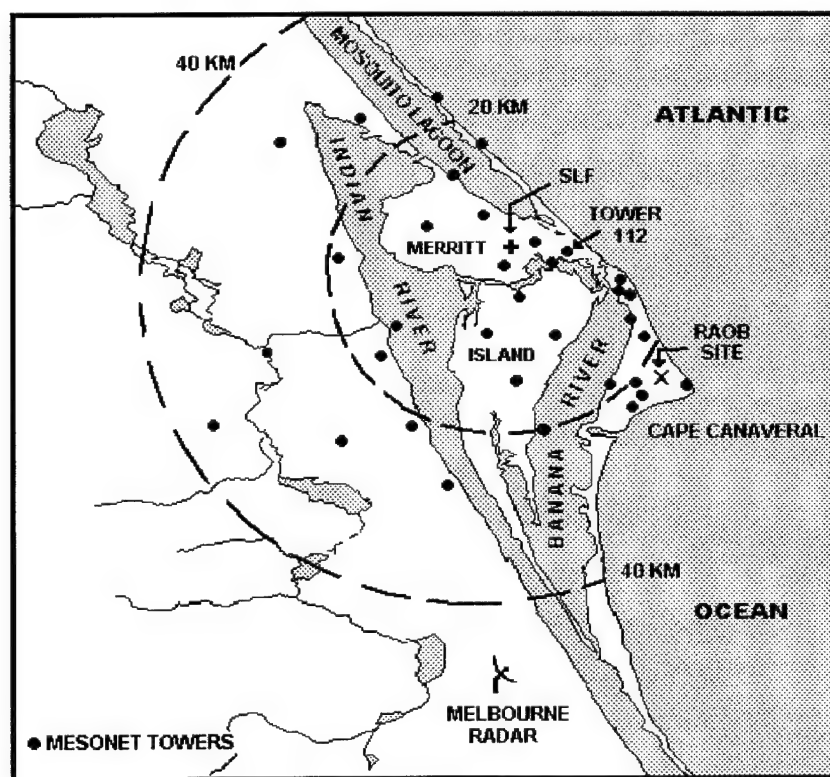 40 KM
MOSQUITO LAGOON
20 KM
ATLANTIC
INDIAN
RIVER
SLF
TOWER
112
MERRITT
ISLAND
RAOB
SITE
RIVER
BANANA
CAPE CANAVERAL
40 KM
OCEAN
MELBOURNE
RADAR
MESONET TOWERS